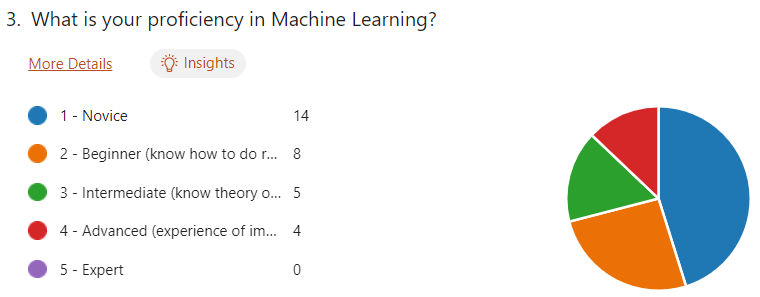 3. What is your proficiency in Machine Learning?
More Details
Insights
1 - Novice 14
2 - Beginner (know how to do r... 8
3 - Intermediate (know theory o... 5
4 - Advanced (experience of im... 4
5 - Expert 0